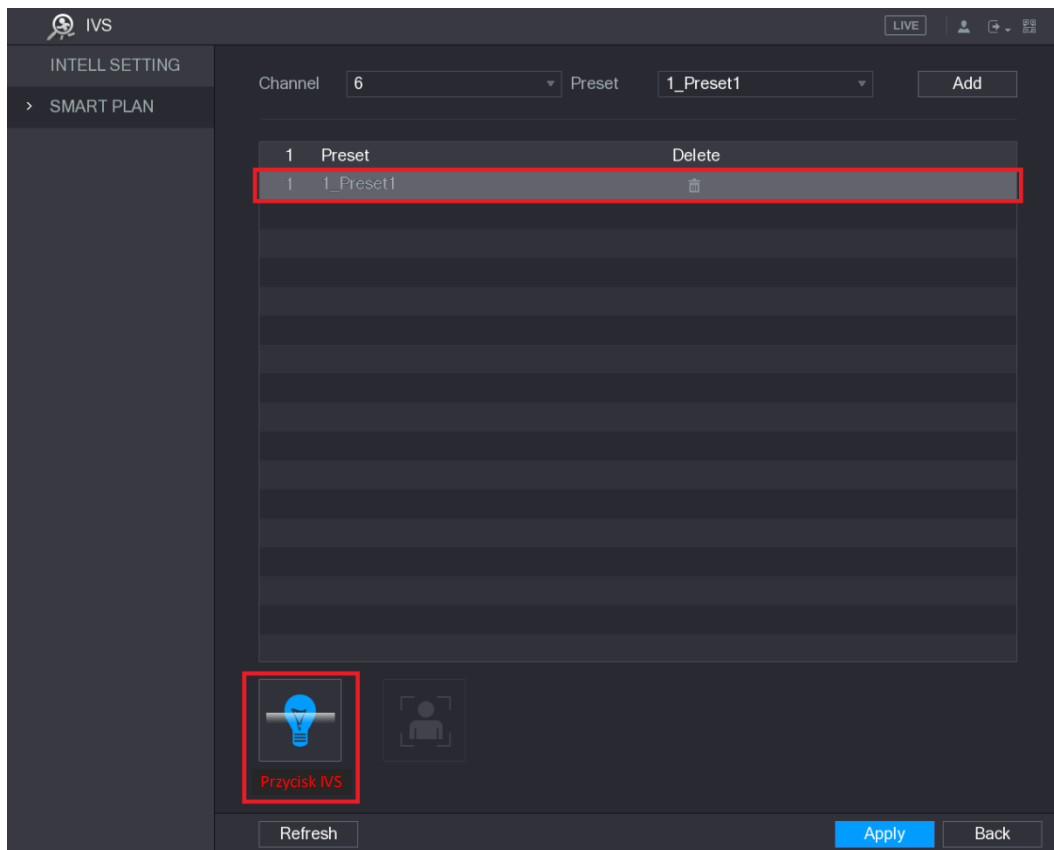 IVS LIVE
INTELL SETTING
SMART PLAN
Channel 6 Preset 1_Preset1 Add
1 Preset Delete
1 1_Preset1
Przycisk IVS
Refresh Apply Back